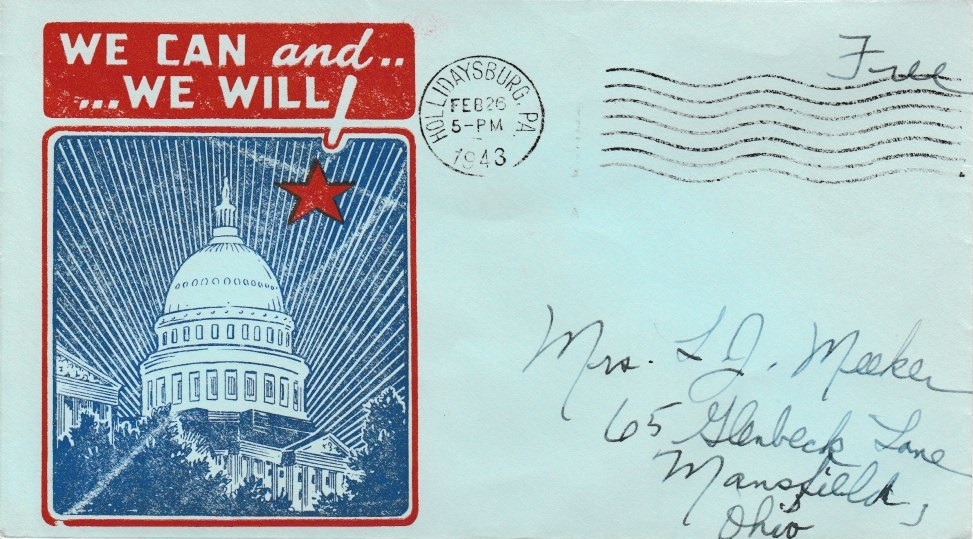 WE CAN and..
...WE WILL!
HOLLIDAYSBURG, PA.
FEB 26
5-PM
1943
Free
Mrs. L J. Meeker
65 Glenbeck Lane
Mansfield,
Ohio